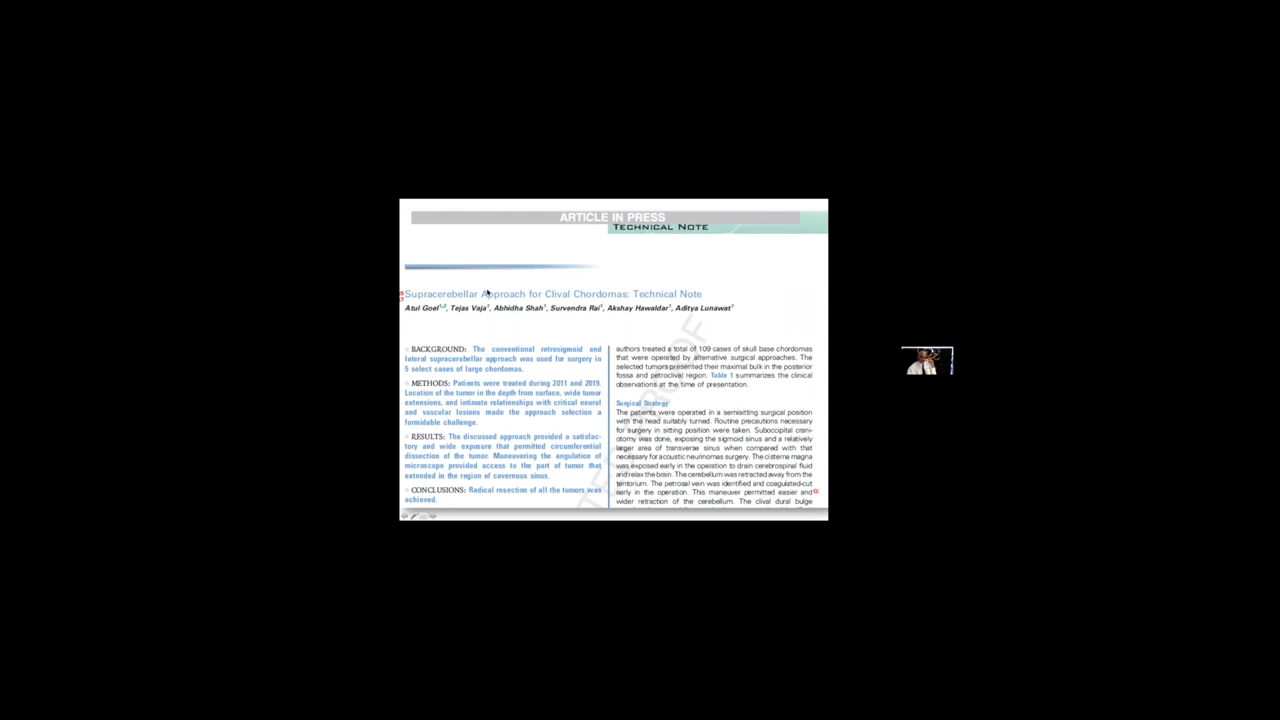 ARTICLE IN PRESS
TECHNICAL NOTE
Supracerebellar Approach for Clival Chordomas: Technical Note
Atul Goel1,2, Tejas Vaja1, Abhidha Shah1, Survendra Rai1, Akshay Hawaldar1, Aditya Lunawat1
BACKGROUND: The conventional retrosigmoid and
lateral supracerebellar approach was used for surgery in
5 select cases of large chordomas.
METHODS: Patients were treated during 2011 and 2019.
Location of the tumor in the depth from surface, wide tumor
extensions, and intimate relationships with critical neural
and vascular lesions made the approach selection a
formidable challenge.
RESULTS: The discussed approach provided a satisfac-
tory and wide exposure that permitted circumferential
dissection of the tumor. Maneuvering the angulation of
microscope provided access to the part of tumor that
extended in the region of cavernous sinus.
CONCLUSIONS: Radical resection of all the tumors was
achieved.
authors treated a total of 109 cases of skull base chordomas
that were operated by alternative surgical approaches. The
selected tumors presented their maximal bulk in the posterior
fossa and petroclival region. Table 1 summarizes the clinical
observations at the time of presentation.
Surgical Strategy
The patients were operated in a semisitting surgical position
with the head suitably turned. Routine precautions necessary
for surgery in sitting position were taken. Suboccipital crani-
otomy was done, exposing the sigmoid sinus and a relatively
larger area of transverse sinus when compared with that
necessary for acoustic neurinomas surgery. The cisterna magna
was exposed early in the operation to drain cerebrospinal fluid
and relax the brain. The cerebellum was retracted away from the
tentorium. The petrosal vein was identified and coagulated-cut
early in the operation. This maneuver permitted easier and
wider retraction of the cerebellum. The clival dural bulge